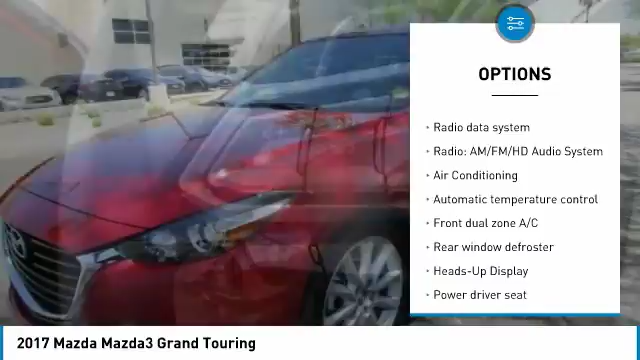 OPTIONS
· Radio data system
· Radio: AM/FM/HD Audio System
· Air Conditioning
· Automatic temperature control
· Front dual zone A/C
· Rear window defroster
· Heads-Up Display
· Power driver seat
2017 Mazda Mazda3 Grand Touring